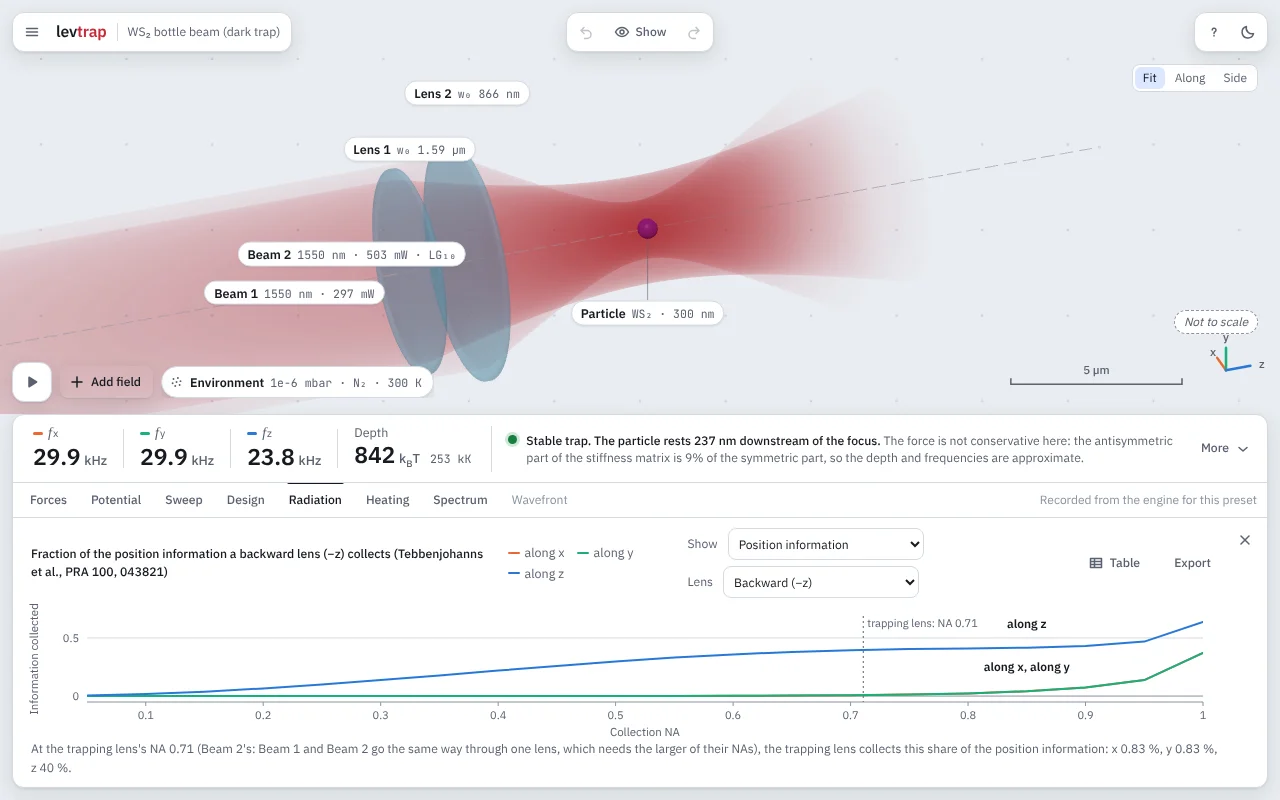 levtrap WS₂ bottle beam (dark trap)
Show
?
Fit Along Side
Lens 2 w₀ 866 nm
Lens 1 w₀ 1.59 µm
Beam 2 1550 nm · 503 mW · LG₁₀
Beam 1 1550 nm · 297 mW
Particle WS₂ · 300 nm
Not to scale
y
x
z
5 µm
Add field
Environment 1e-6 mbar · N₂ · 300 K
fx
29.9 kHz
fy
29.9 kHz
fz
23.8 kHz
Depth
842 k_BT 253 kK
Stable trap. The particle rests 237 nm downstream of the focus. The force is not conservative here: the antisymmetric
part of the stiffness matrix is 9% of the symmetric part, so the depth and frequencies are approximate.
More
Forces Potential Sweep Design Radiation Heating Spectrum Wavefront
Recorded from the engine for this preset
Fraction of the position information a backward lens (−z) collects (Tebbenjohanns
et al., PRA 100, 043821)
along x along y
along z
Show Position information
Lens Backward (−z)
Table Export
Information collected
0.5
0
trapping lens: NA 0.71
along z
along x, along y
0.1 0.2 0.3 0.4 0.5 0.6 0.7 0.8 0.9 1
Collection NA
At the trapping lens's NA 0.71 (Beam 2's: Beam 1 and Beam 2 go the same way through one lens, which needs the larger of their NAs), the trapping lens collects this share of the position information: x 0.83 %, y 0.83 %,
z 40 %.